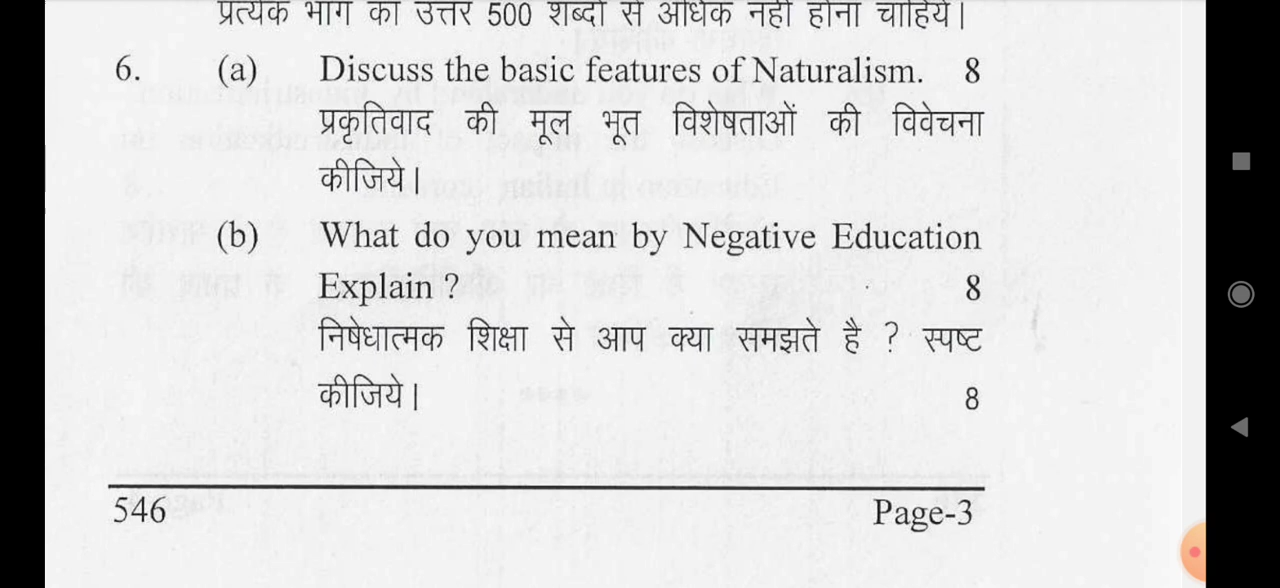 प्रत्येक भाग का उत्तर 500 शब्दों से अधिक नहीं होना चाहिये।
6. (a) Discuss the basic features of Naturalism. 8
प्रकृतिवाद की मूल भूत विशेषताओं की विवेचना
कीजिये।
(b) What do you mean by Negative Education
Explain ? 8
निषेधात्मक शिक्षा से आप क्या समझते है ? स्पष्ट
कीजिये। 8
546 Page-3